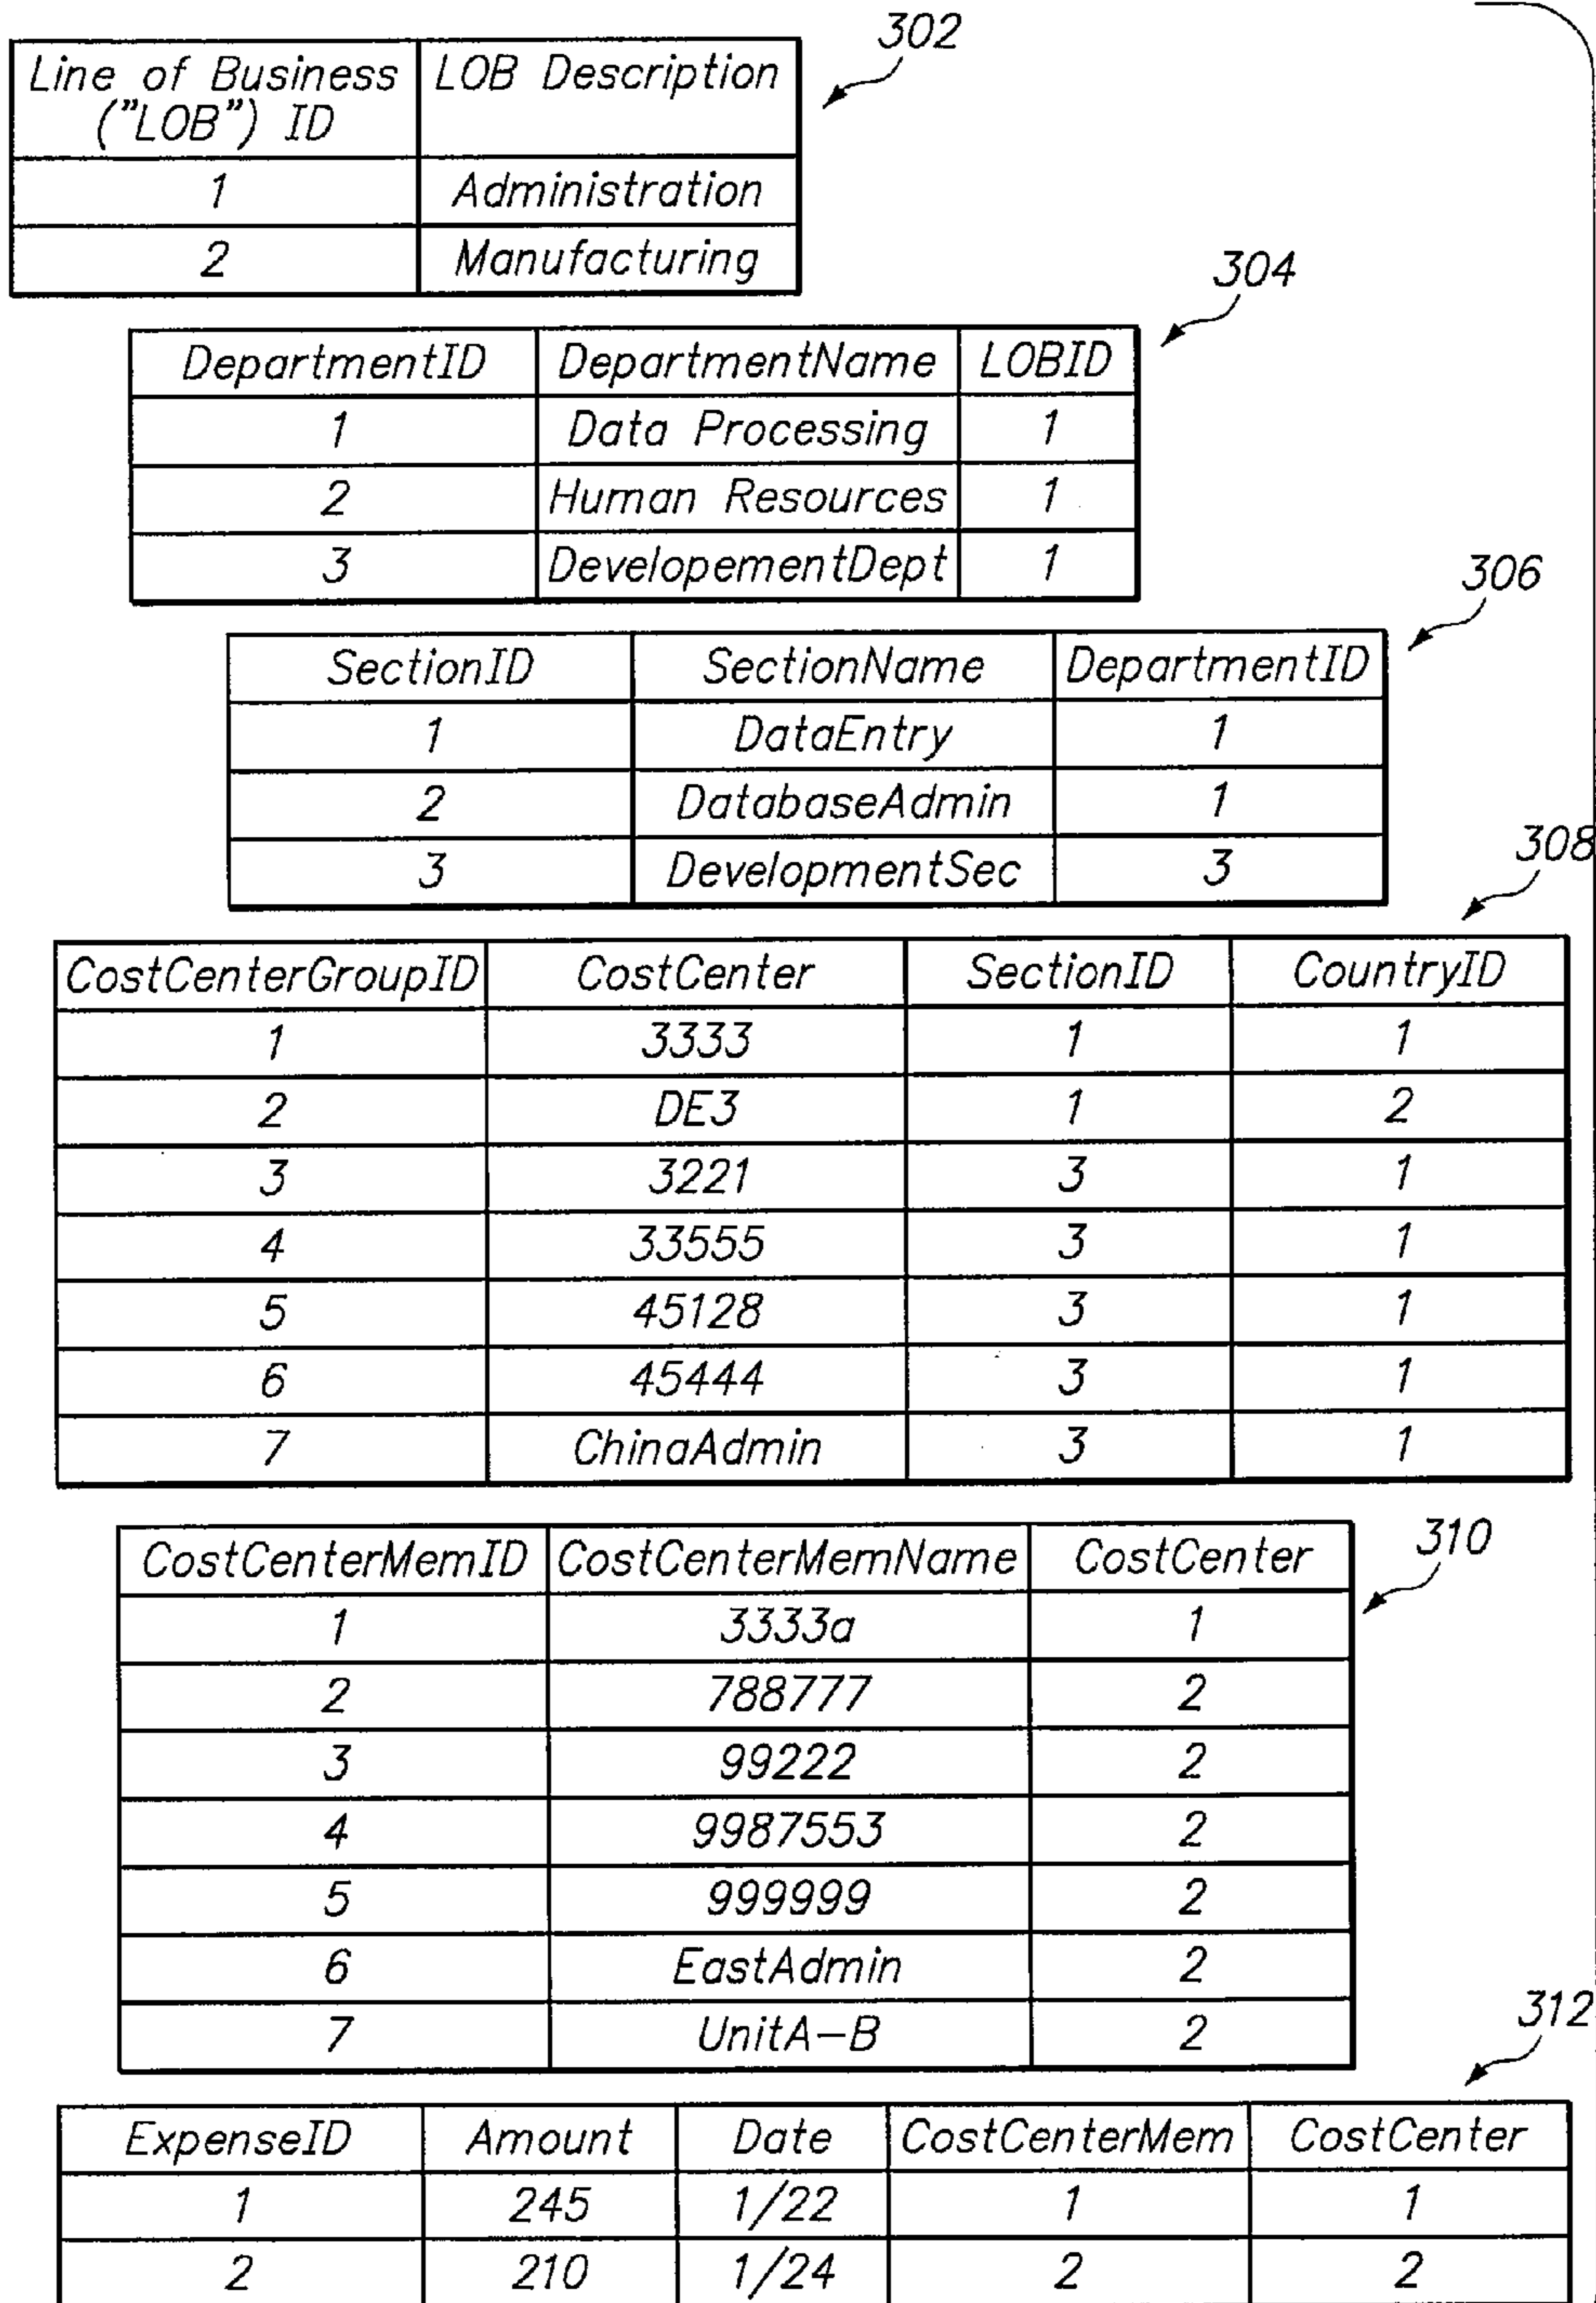 302
Line of Business LOB Description
("LOB") ID
1 Administration
2 Manufacturing
304
DepartmentID DepartmentName LOBID
1 Data Processing 1
2 Human Resources 1
3 DevelopementDept 1
306
SectionID SectionName DepartmentID
1 DataEntry 1
2 DatabaseAdmin 1
3 DevelopmentSec 3
308
CostCenterGroupID CostCenter SectionID CountryID
1 3333 1 1
2 DE3 1 2
3 3221 3 1
4 33555 3 1
5 45128 3 1
6 45444 3 1
7 ChinaAdmin 3 1
310
CostCenterMemID CostCenterMemName CostCenter
1 3333a 1
2 788777 2
3 99222 2
4 9987553 2
5 999999 2
6 EastAdmin 2
7 UnitA-B 2
312
ExpenseID Amount Date CostCenterMem CostCenter
1 245 1/22 1 1
2 210 1/24 2 2